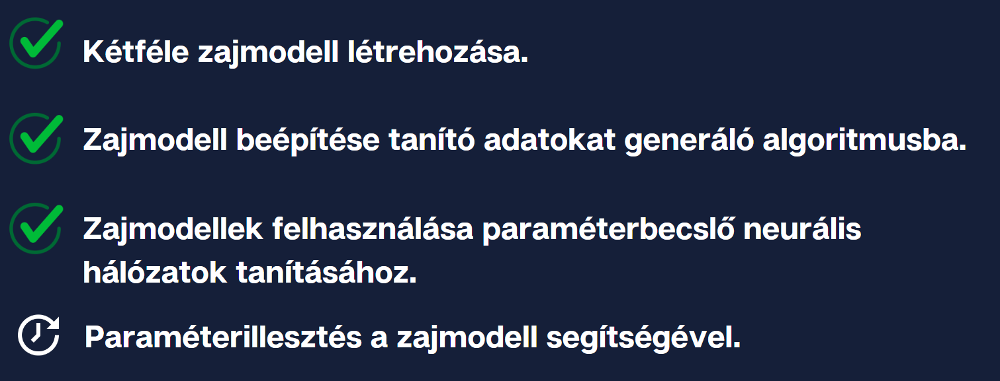 Kétféle zajmodell létrehozása.
Zajmodell beépítése tanító adatokat generáló algoritmusba.
Zajmodellek felhasználása paraméterbecslő neurális
hálózatok tanításához.
Paraméterillesztés a zajmodell segítségével.